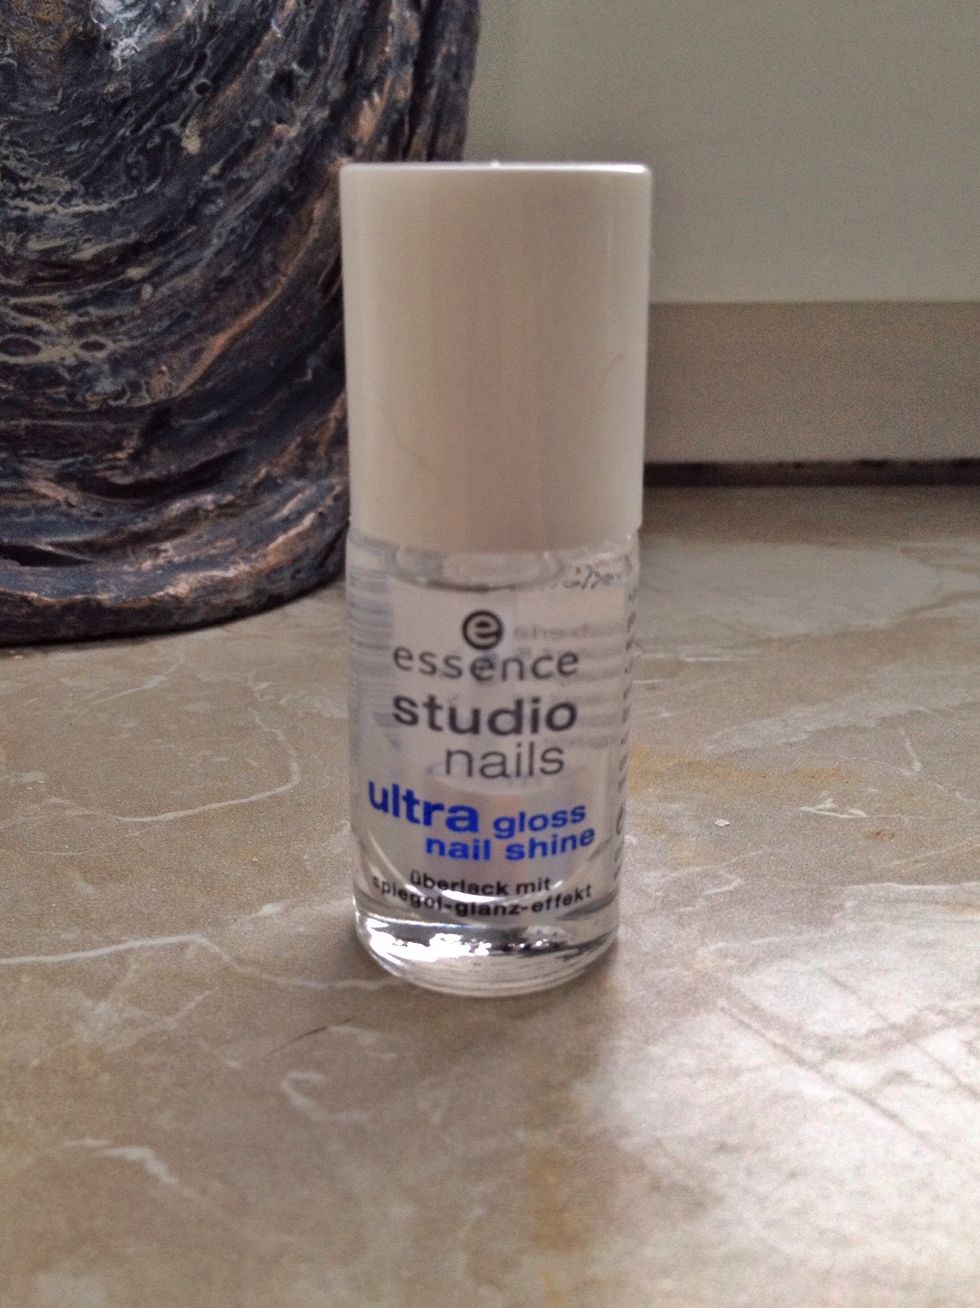 e
essence
studio
nails
ultra gloss
nail shine
überlack mit
spiegel-glanz-effekt